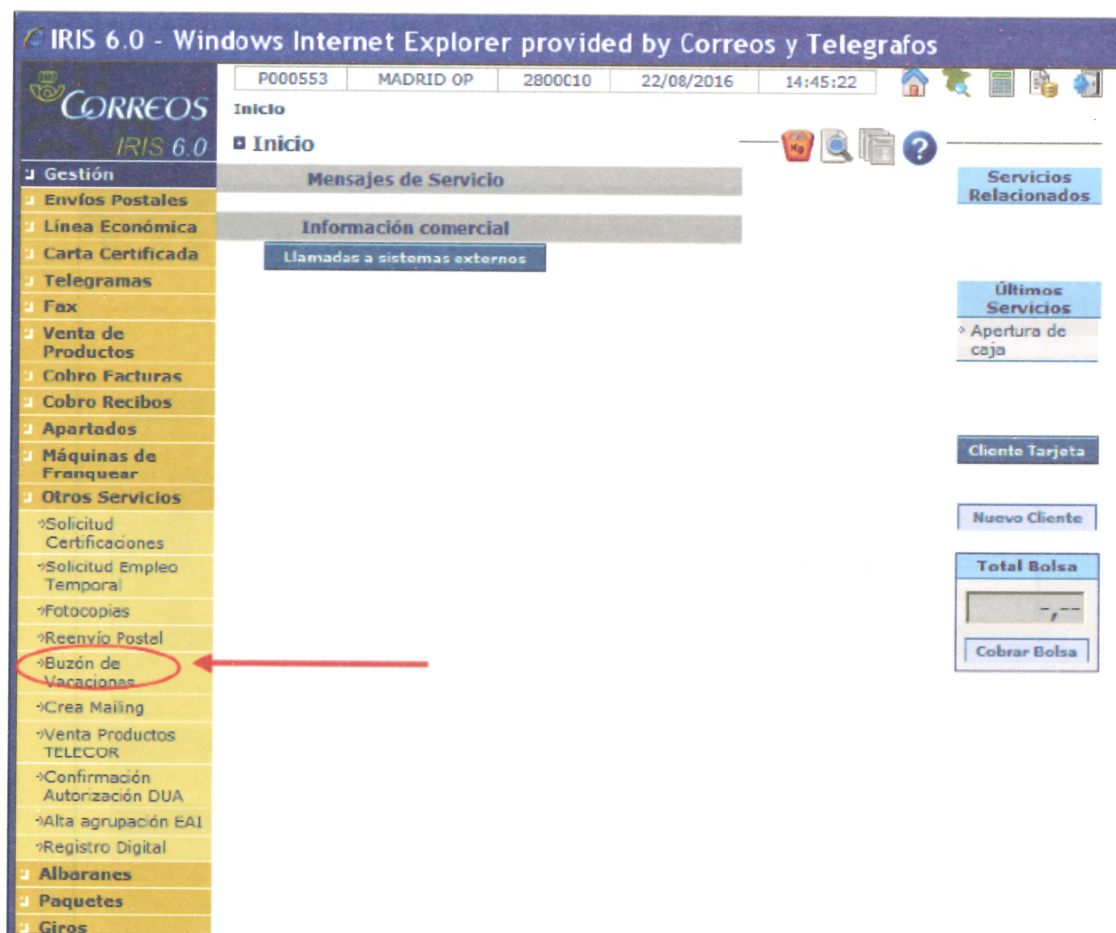 IRIS 6.0 - Windows Internet Explorer provided by Correos y Telegrafos
CORREOS
IRIS 6.0
P000553 MADRID OP 2800010 22/08/2016 14:45:22
Inicio
Inicio
Kg
?
Gestión
Envíos Postales
Línea Económica
Carta Certificada
Telegramas
Fax
Venta de
Productos
Cobro Facturas
Cobro Recibos
Apartados
Máquinas de
Franquear
Otros Servicios
Solicitud
Certificaciones
Solicitud Empleo
Temporal
Fotocopias
Reenvío Postal
Buzón de
Vacaciones
Crea Mailing
Venta Productos
TELECOR
Confirmación
Autorización DUA
Alta agrupación EAI
Registro Digital
Albaranes
Paquetes
Giros
Mensajes de Servicio
Información comercial
Llamadas a sistemas externos
Servicios
Relacionados
Últimos
Servicios
Apertura de
caja
Cliente Tarjeta
Nuevo Cliente
Total Bolsa
-,--
Cobrar Bolsa